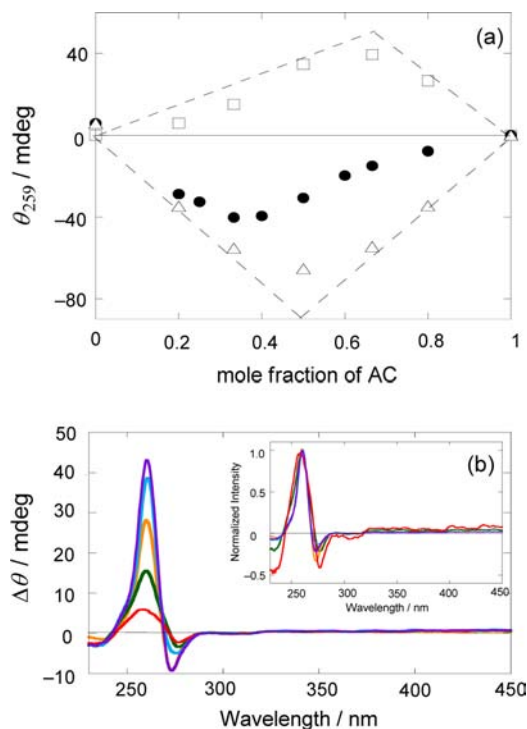 (a)
θ259 / mdeg
40
0
−40
−80
0 0.2 0.4 0.6 0.8 1
mole fraction of AC
(b)
Δθ / mdeg
50
40
30
20
10
0
−10
250 300 350 400 450
Wavelength / nm
Normalized Intensity
1.0
0.5
0
−0.5
250 300 350 400 450
Wavelength / nm